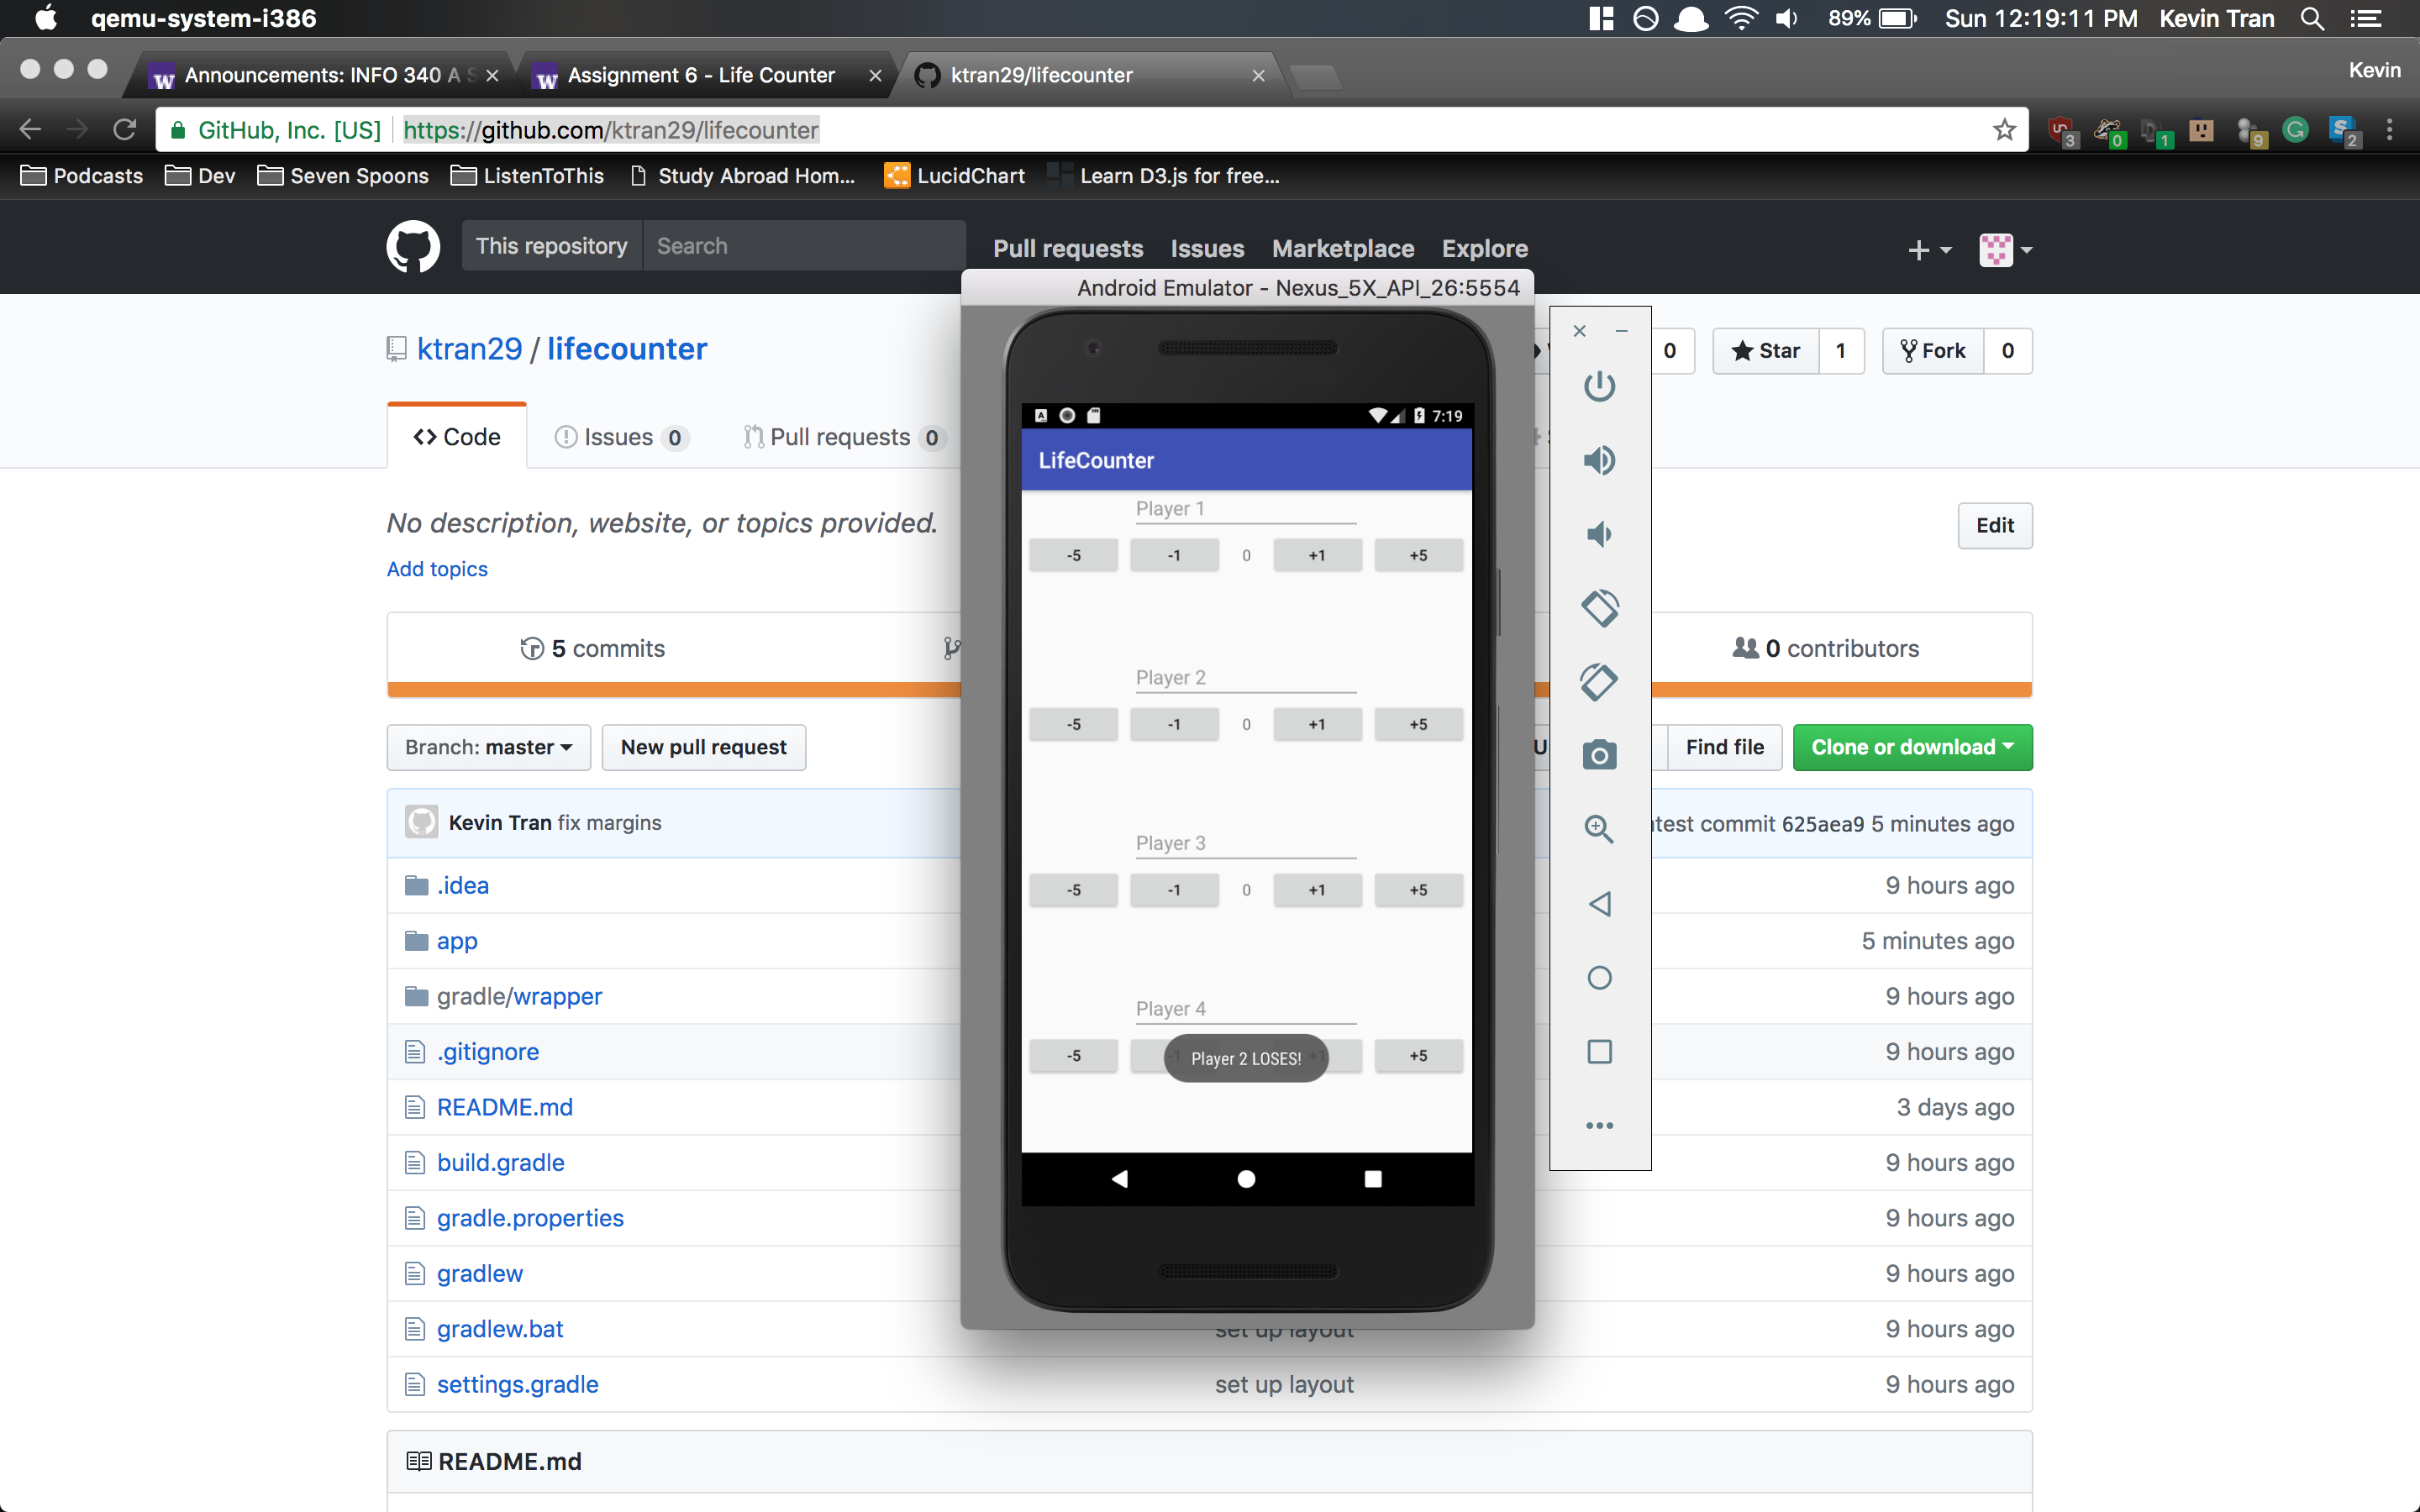 qemu-system-i386 89% Sun 12:19:11 PM Kevin Tran
Announcements: INFO 340 A S Assignment 6 - Life Counter ktran29/lifecounter Kevin
GitHub, Inc. [US] https://github.com/ktran29/lifecounter 3 0 1 9 2
Podcasts Dev Seven Spoons ListenToThis Study Abroad Hom... LucidChart Learn D3.js for free...
This repository Search Pull requests Issues Marketplace Explore
Android Emulator - Nexus_5X_API_26:5554
ktran29 / lifecounter 0 Star 1 Fork 0
7:19
Code Issues 0 Pull requests 0
LifeCounter
Player 1
No description, website, or topics provided. Edit
-5 -1 0 +1 +5
Add topics
5 commits 0 contributors
Player 2
-5 -1 0 +1 +5
Branch: master New pull request Find file Clone or download
Kevin Tran fix margins commit 625aea9 5 minutes ago
Player 3
-5 -1 0 +1 +5
.idea 9 hours ago
app 5 minutes ago
gradle/wrapper 9 hours ago
Player 4
-5 -1 +1 +5
Player 2 LOSES!
.gitignore 9 hours ago
README.md 3 days ago
build.gradle 9 hours ago
gradle.properties 9 hours ago
gradlew 9 hours ago
gradlew.bat set up layout 9 hours ago
settings.gradle set up layout 9 hours ago
README.md